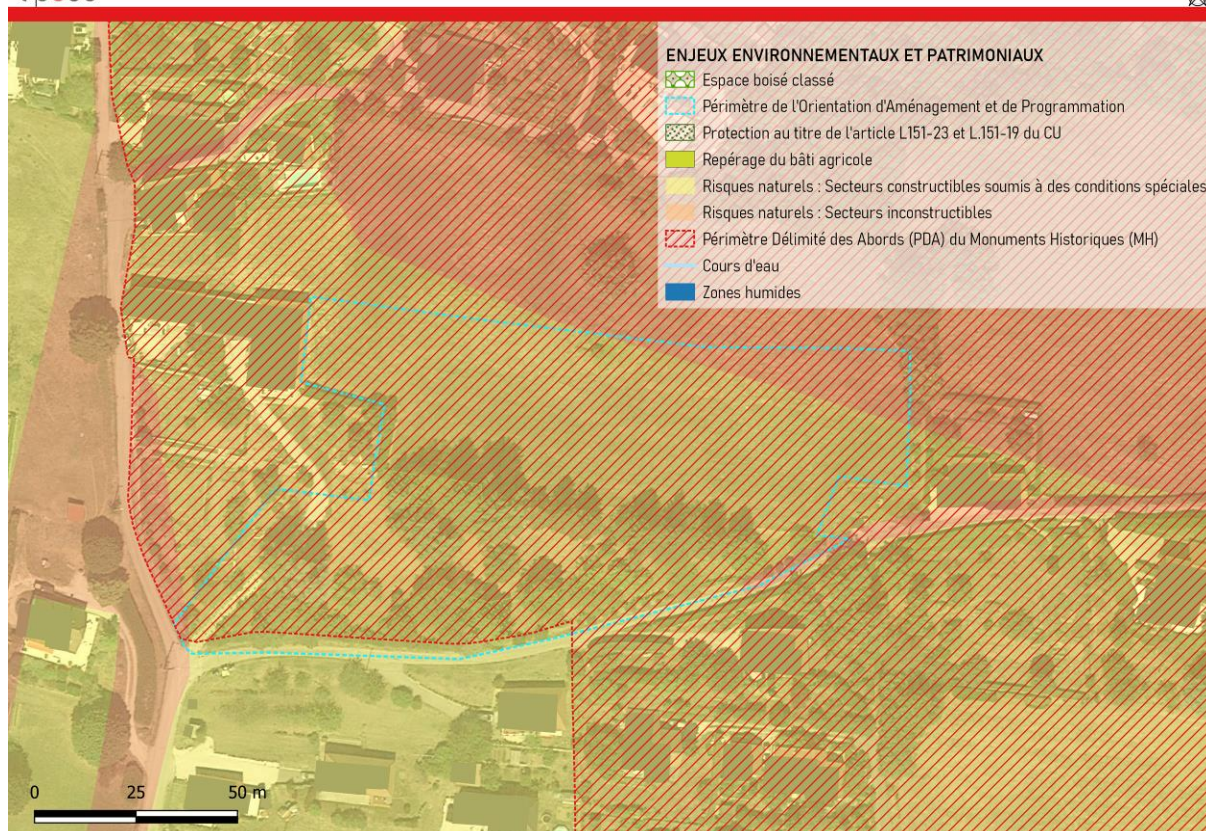 ENJEUX ENVIRONNEMENTAUX ET PATRIMONIAUX
Espace boisé classé
Périmètre de l'Orientation d'Aménagement et de Programmation
Protection au titre de l'article L151-23 et L.151-19 du CU
Repérage du bâti agricole
Risques naturels : Secteurs constructibles soumis à des conditions spéciales
Risques naturels : Secteurs inconstructibles
Périmètre Délimité des Abords (PDA) du Monuments Historiques (MH)
Cours d'eau
Zones humides
0 25 50 m